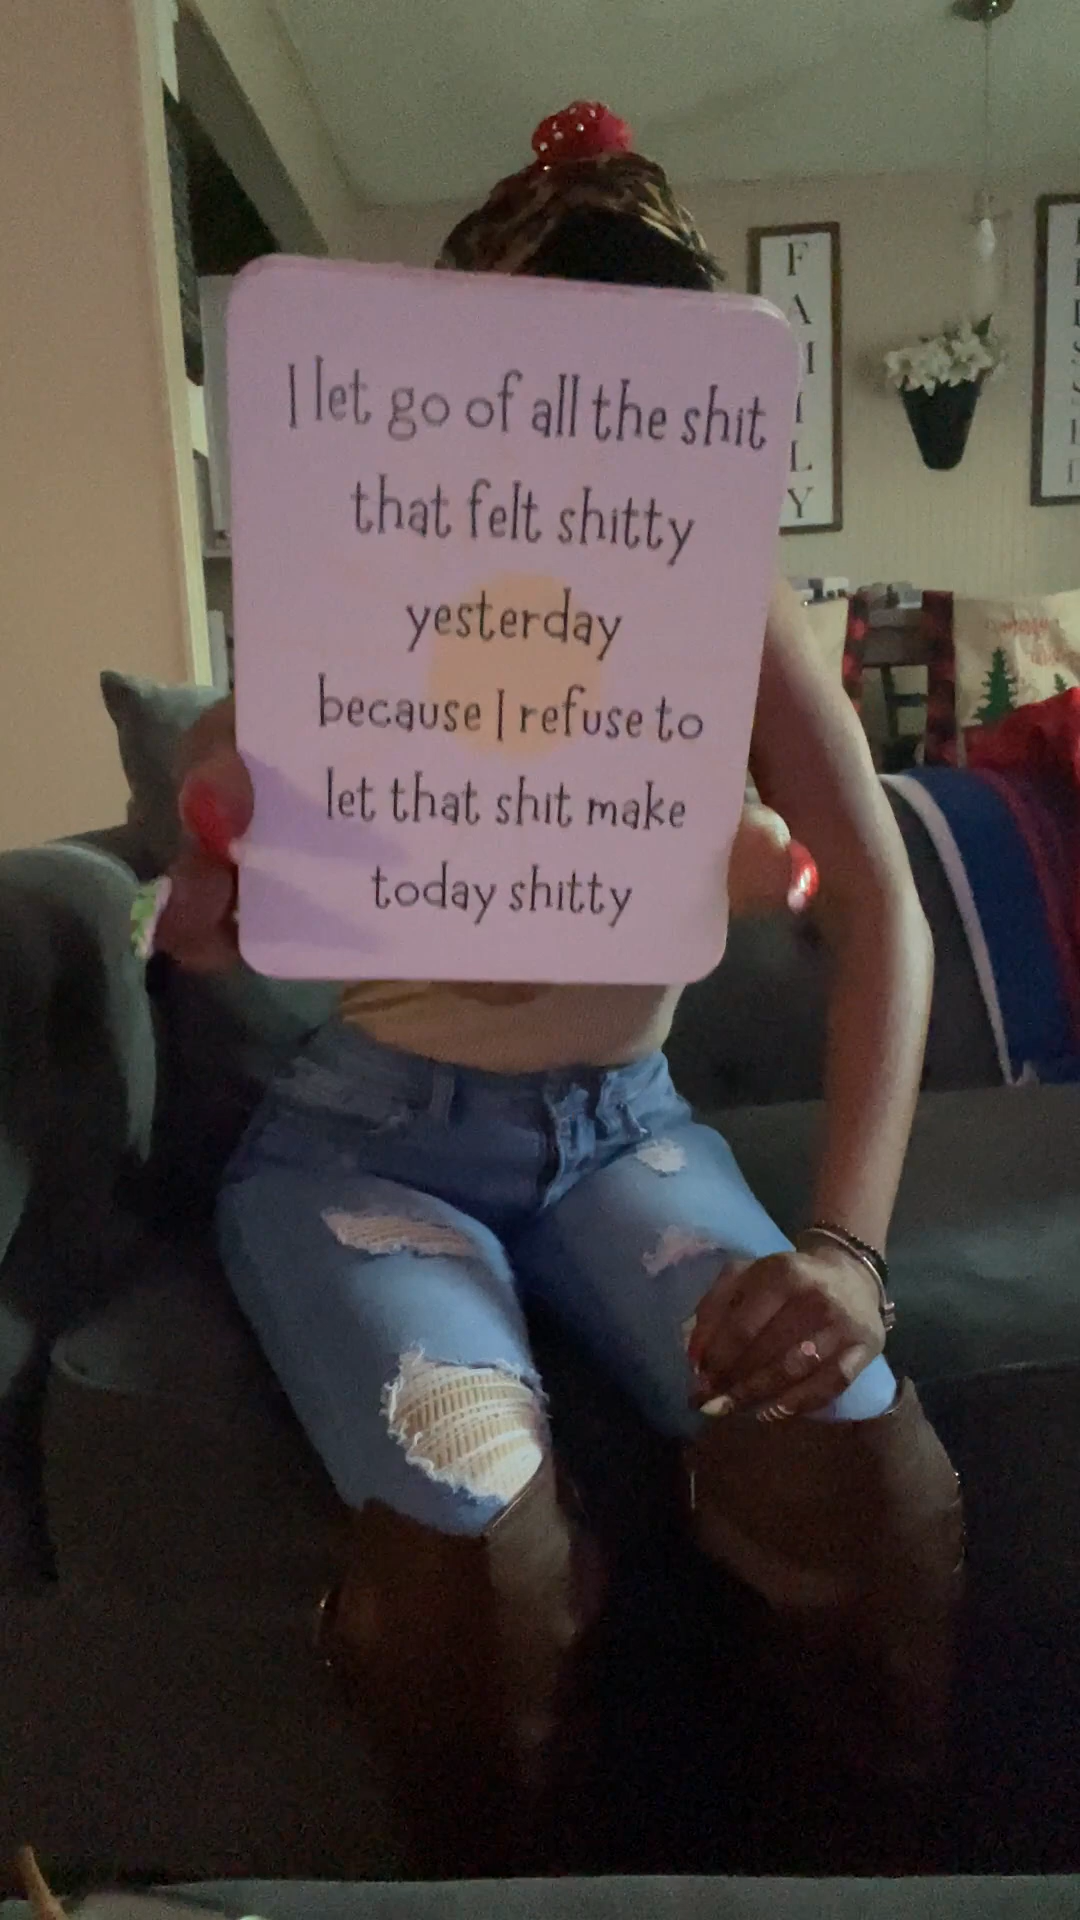 I let go of all the shit
that felt shitty
yesterday
because I refuse to
let that shit make
today shitty
FAMILY